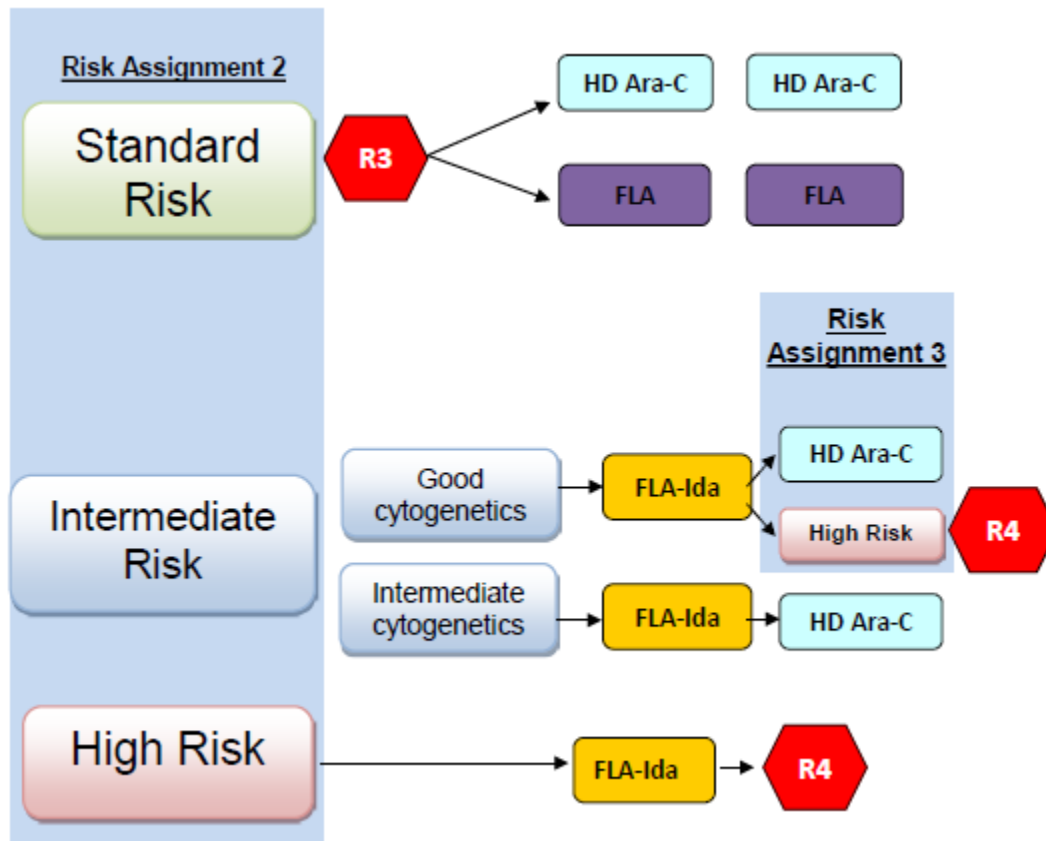 Risk Assignment 2
Standard
Risk
R3
HD Ara-C
HD Ara-C
FLA
FLA
Risk
Assignment 3
Intermediate
Risk
Good
cytogenetics
FLA-Ida
HD Ara-C
High Risk
R4
Intermediate
cytogenetics
FLA-Ida
HD Ara-C
High Risk
FLA-Ida
R4